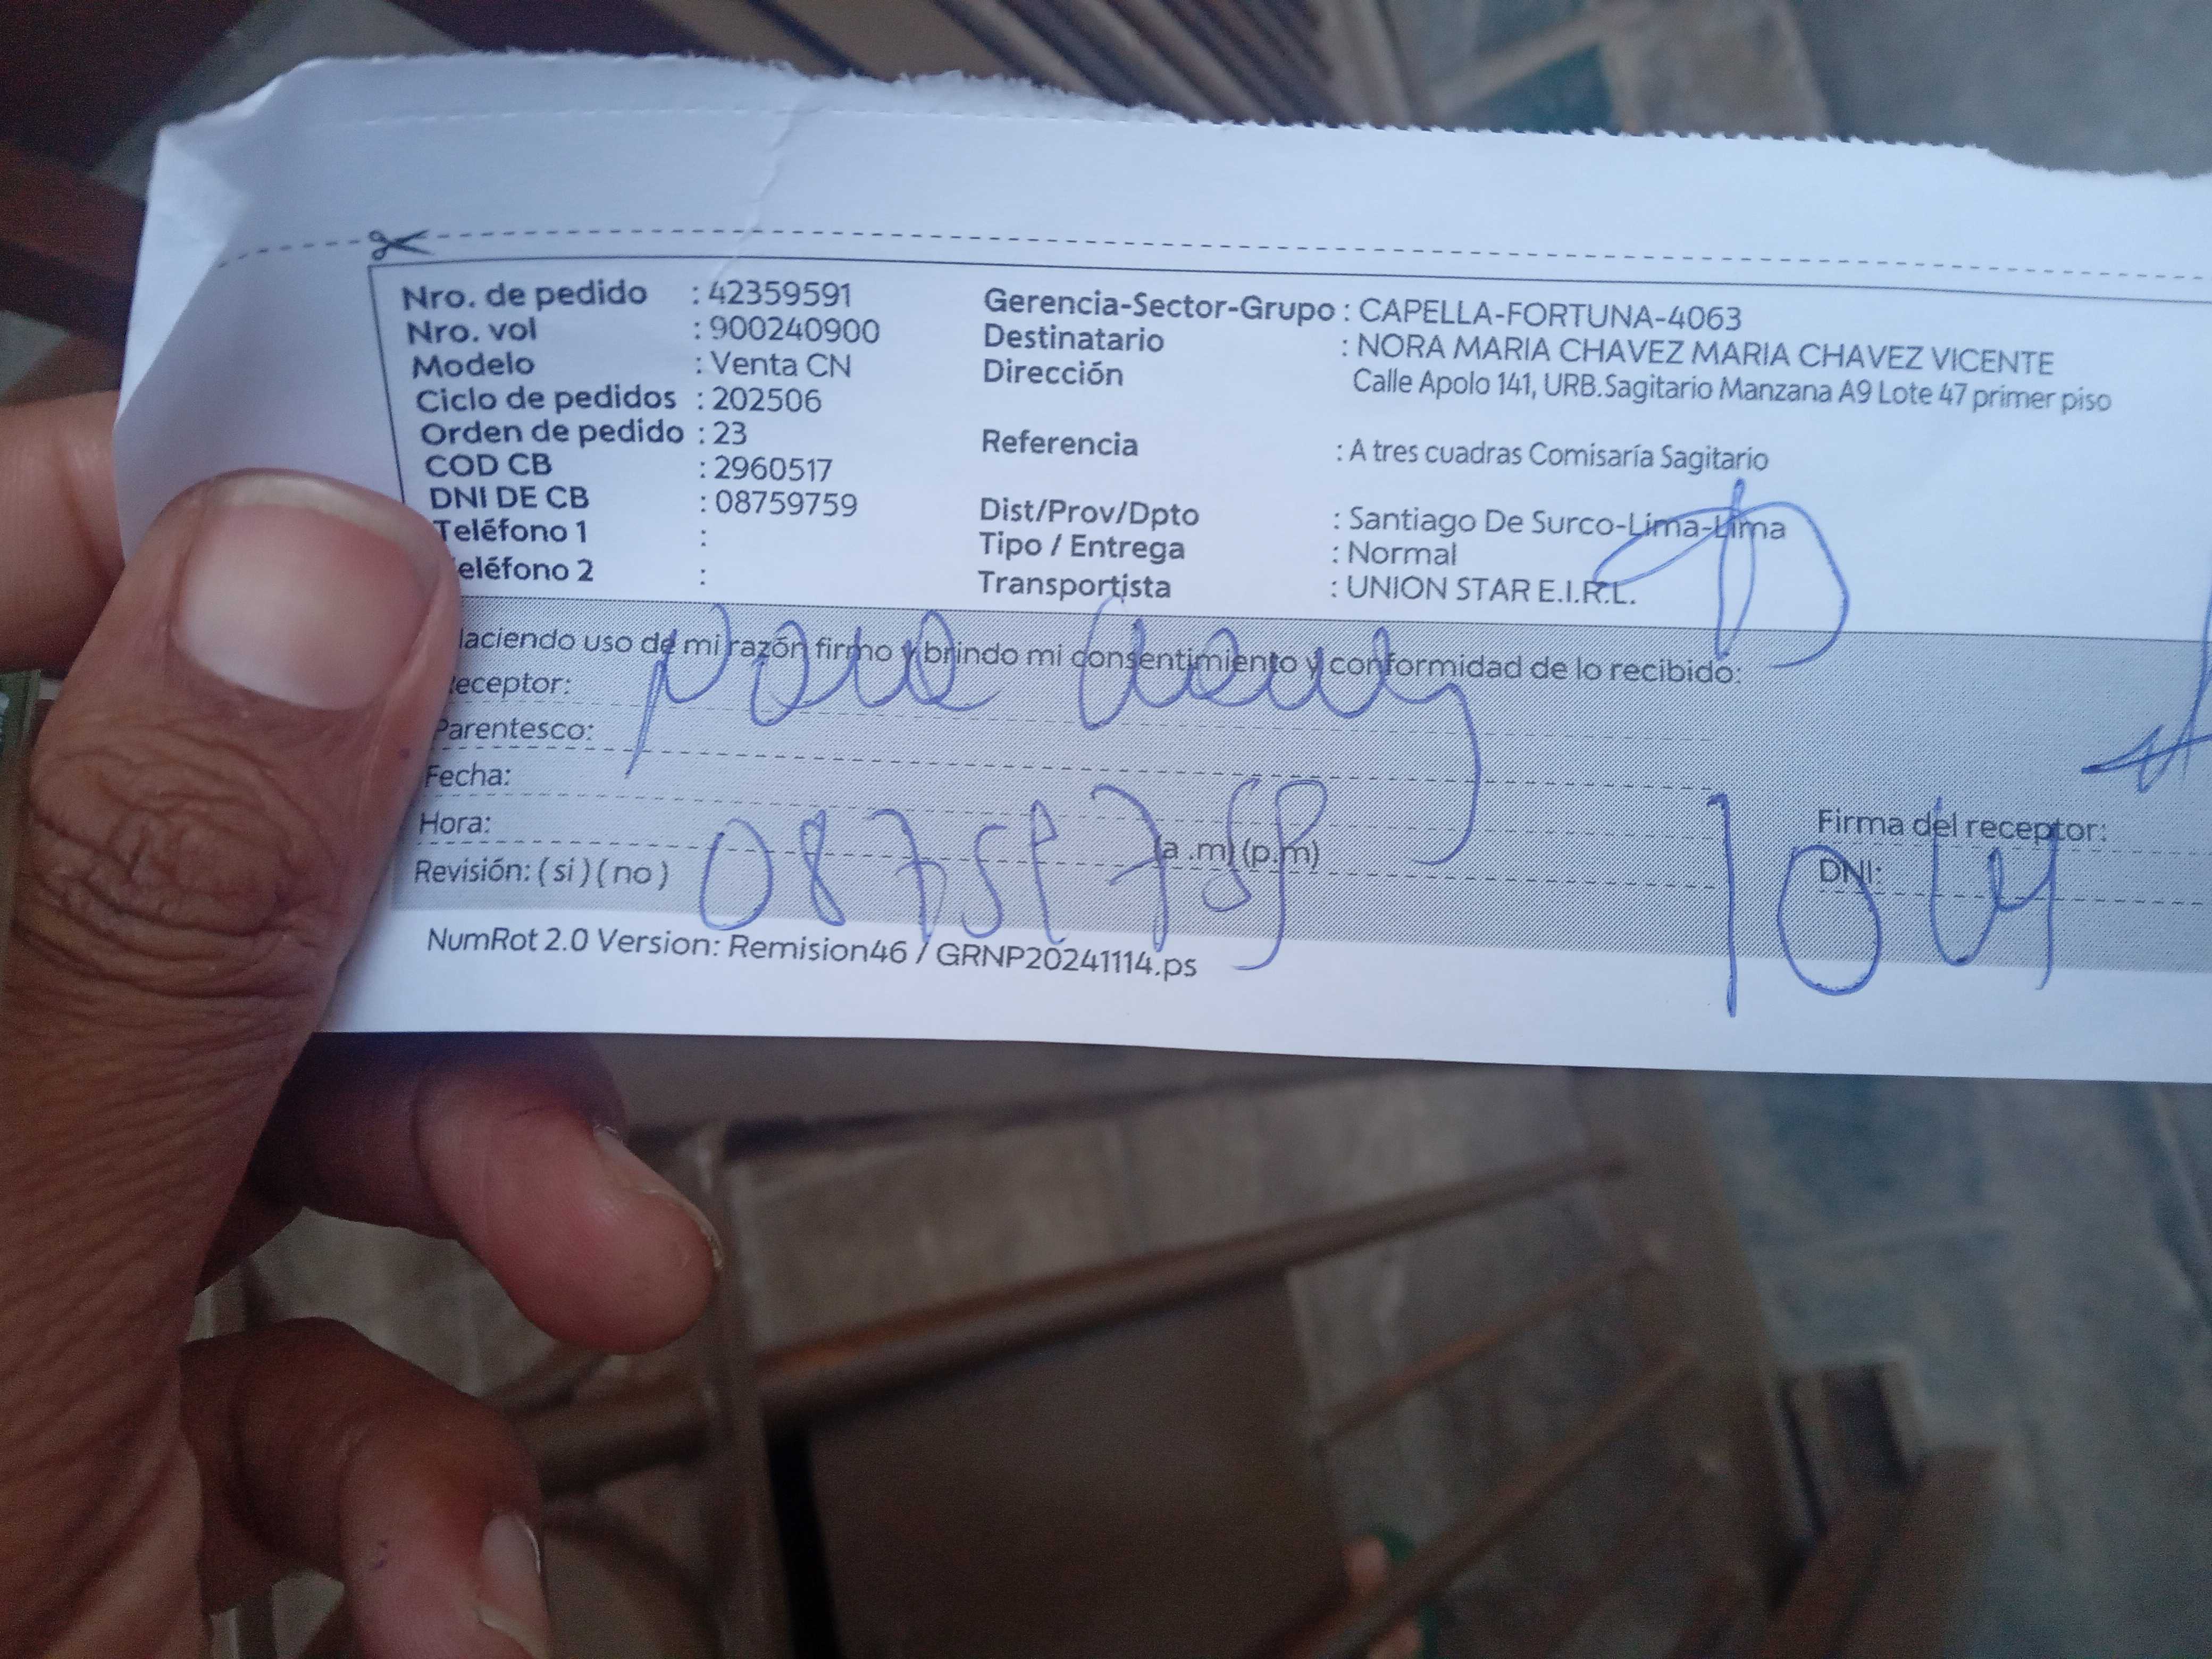 Nro. de pedido : 42359591
Nro. vol : 900240900
Modelo : Venta CN
Ciclo de pedidos : 202506
Orden de pedido : 23
COD CB : 2960517
DNI DE CB : 08759759
Teléfono 1 :
eléfono 2 :
Gerencia-Sector-Grupo : CAPELLA-FORTUNA-4063
Destinatario : NORA MARIA CHAVEZ MARIA CHAVEZ VICENTE
Dirección Calle Apolo 141, URB.Sagitario Manzana A9 Lote 47 primer piso
Referencia : A tres cuadras Comisaría Sagitario
Dist/Prov/Dpto : Santiago De Surco-Lima-Lima
Tipo / Entrega : Normal
Transportista : UNION STAR E.I.R.L.
aciendo uso de mi razón firmo y brindo mi consentimiento y conformidad de lo recibido:
eceptor:
Parentesco:
Fecha:
Hora: (a .m) (p.m)
08759759
Revisión: ( si ) ( no )
Firma del receptor:
DNI:
NumRot 2.0 Version: Remision46 / GRNP20241114.ps